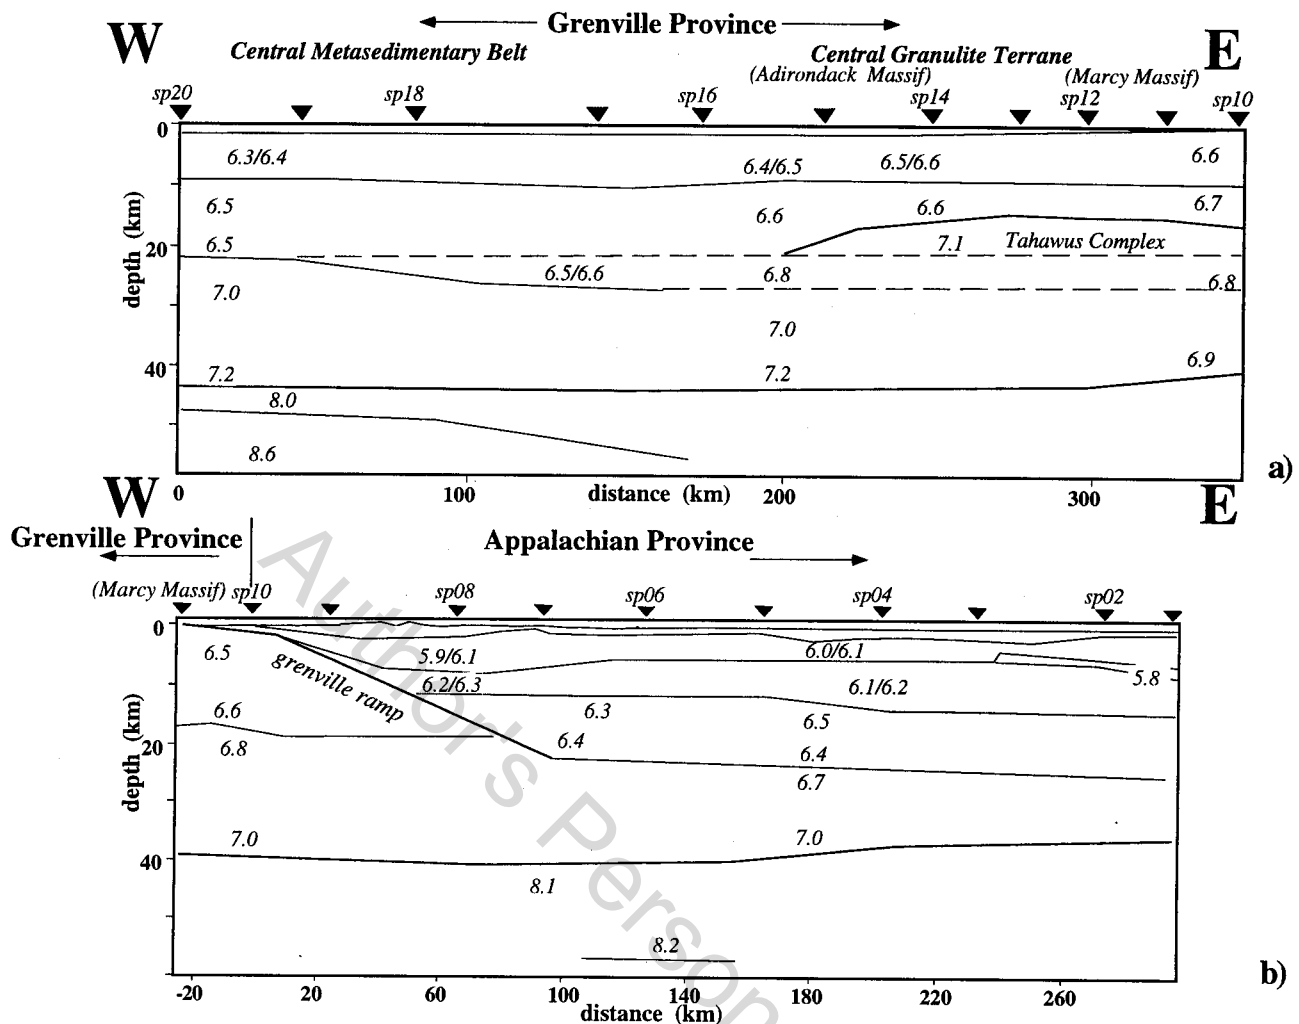 W
Grenville Province
E
Central Metasedimentary Belt
Central Granulite Terrane
(Adirondack Massif)
(Marcy Massif)
sp20
sp18
sp16
sp14
sp12
sp10
0
6.3/6.4
6.4/6.5
6.5/6.6
6.6
6.5
6.6
6.6
6.7
20
6.5
7.1
Tahawus Complex
6.5/6.6
6.8
6.8
7.0
7.0
depth (km)
40
7.2
7.2
6.9
8.0
8.6
a)
0
100
distance (km)
200
300
W
E
Grenville Province
Appalachian Province
(Marcy Massif)
sp10
sp08
sp06
sp04
sp02
0
6.5
grenville ramp
5.9/6.1
6.0/6.1
5.8
6.2/6.3
6.1/6.2
6.6
6.3
6.5
6.8
6.4
6.4
20
6.7
depth (km)
7.0
7.0
40
8.1
8.2
b)
-20
20
60
100
140
180
220
260
distance (km)
Author's Person